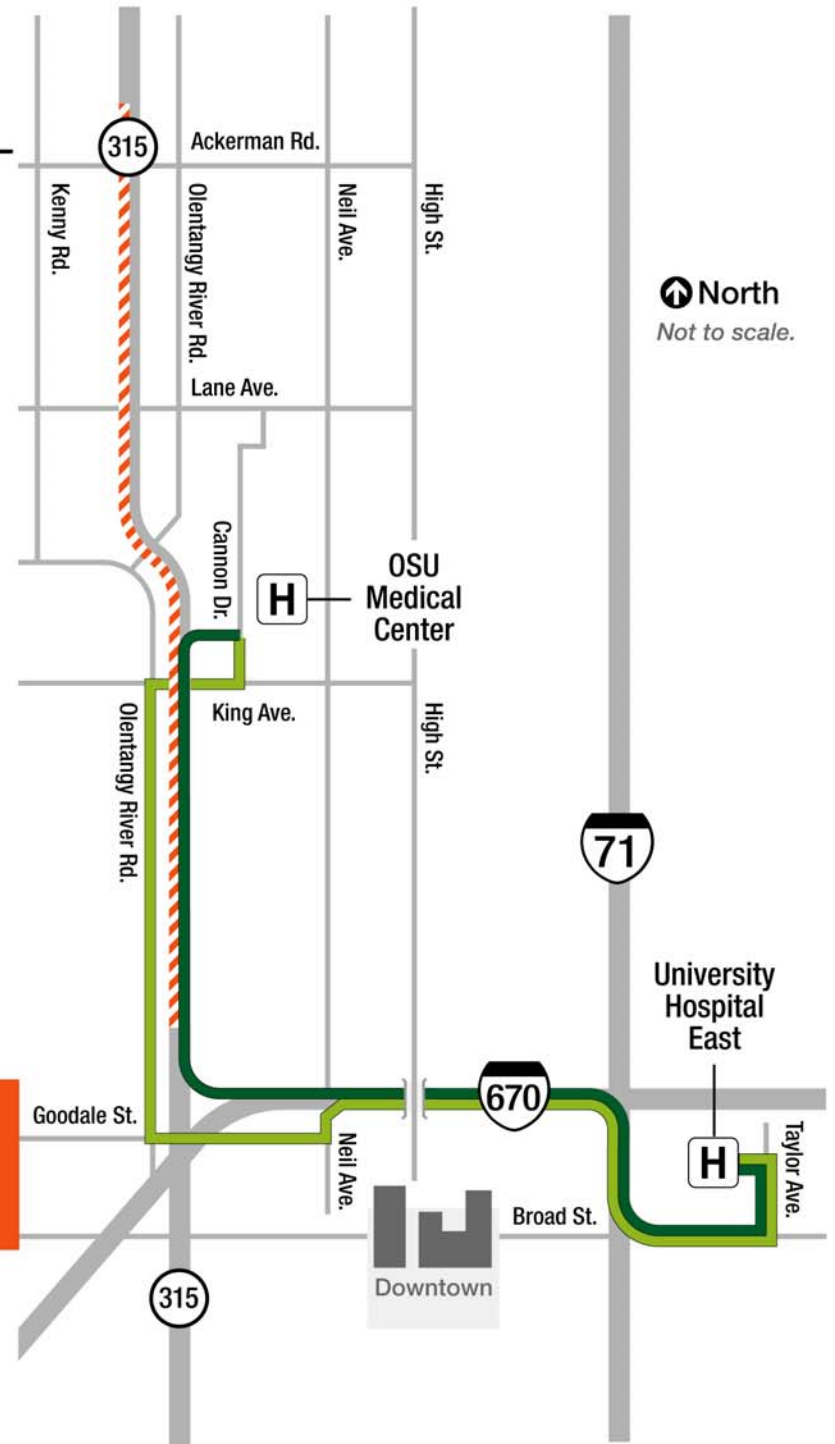 315
Ackerman Rd.
Kenny Rd.
Olentangy River Rd.
Neil Ave.
High St.
North
Not to scale.
Lane Ave.
Cannon Dr.
H
OSU
Medical
Center
King Ave.
Olentangy River Rd.
High St.
71
University
Hospital
East
670
Goodale St.
Neil Ave.
H
Taylor Ave.
Broad St.
Downtown
315